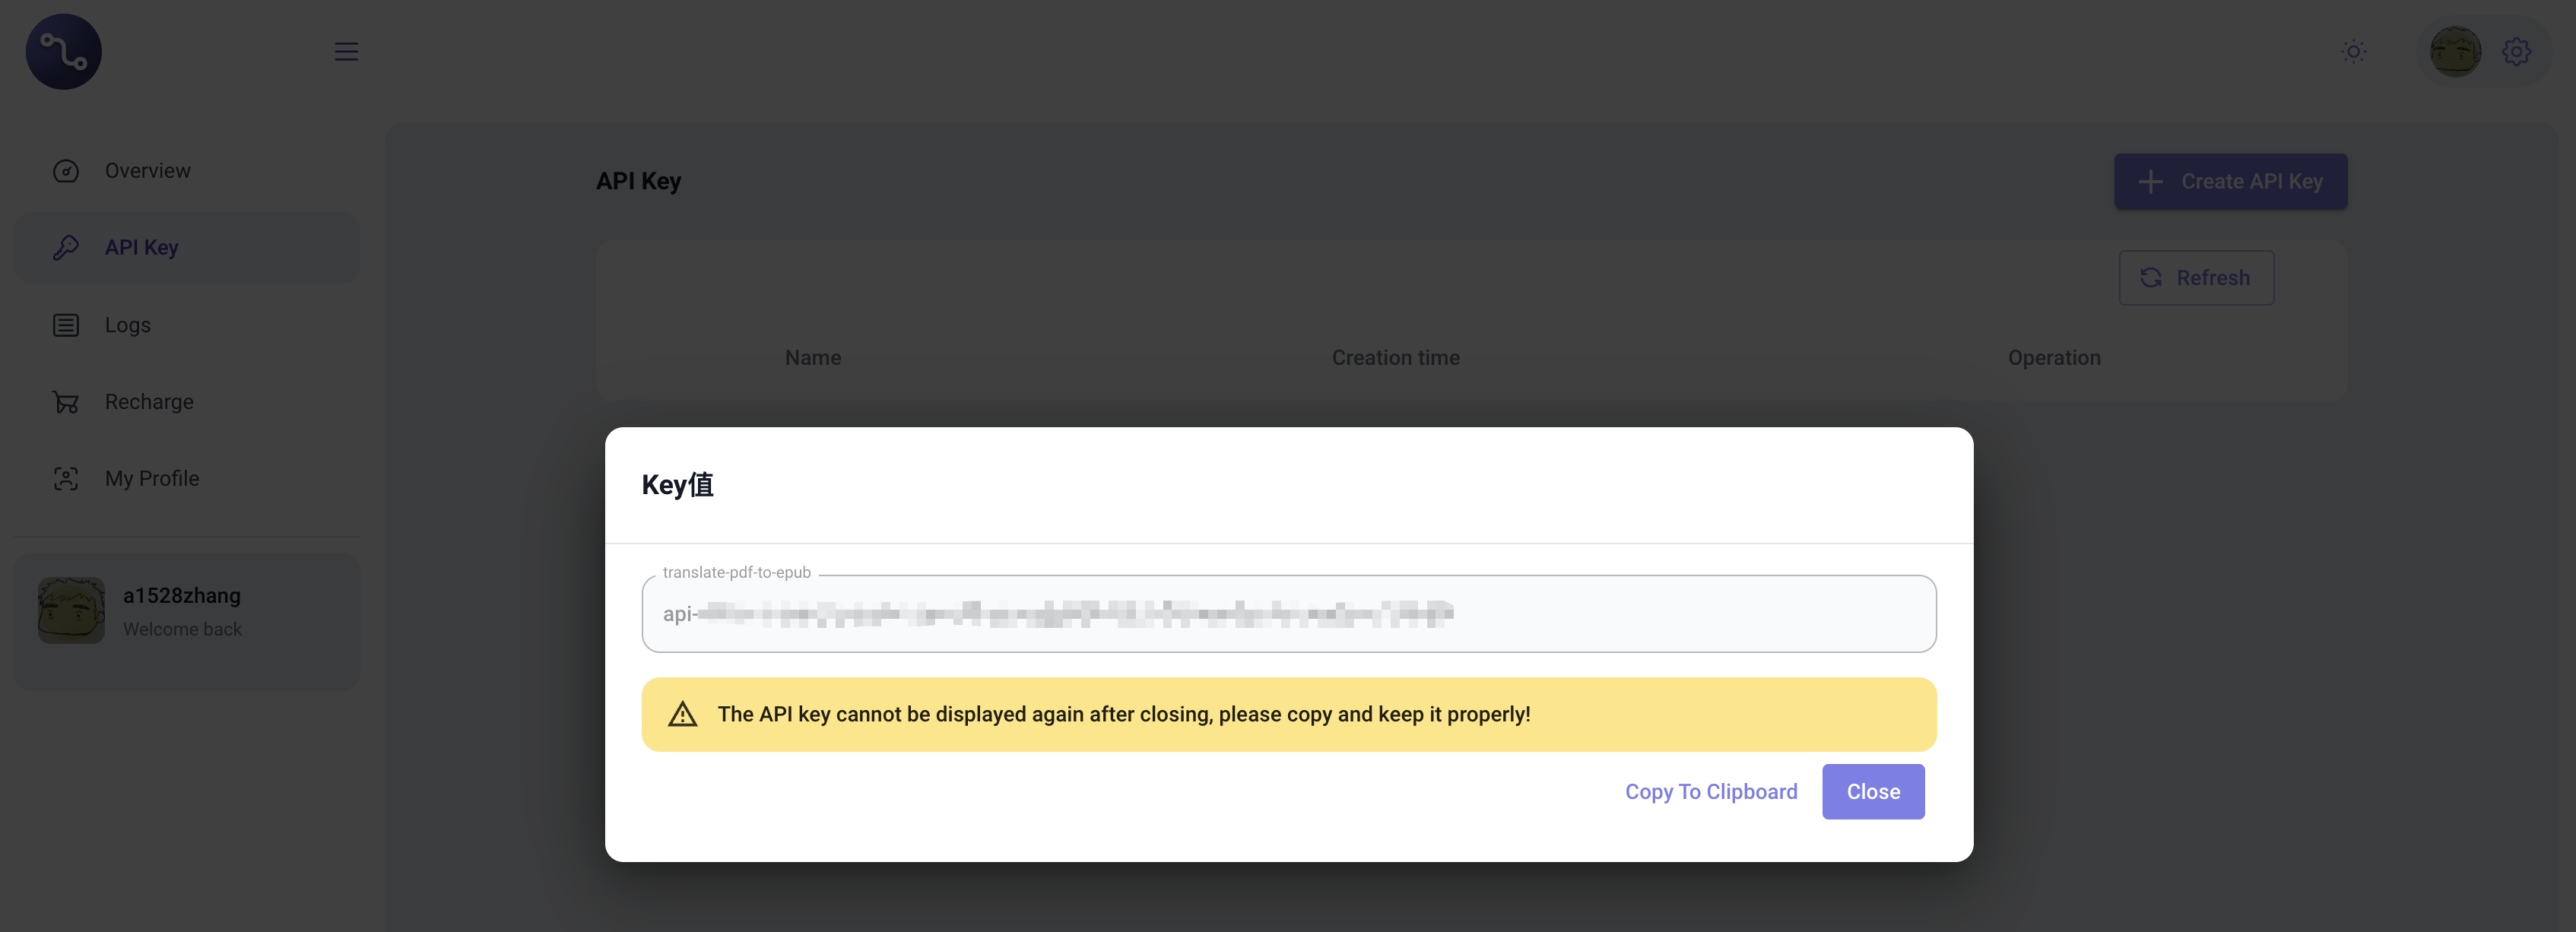 Overview
API Key
Logs
Recharge
My Profile
a1528zhang
Welcome back
API Key
Create API Key
Refresh
Name Creation time Operation
Key值
translate-pdf-to-epub
api-
The API key cannot be displayed again after closing, please copy and keep it properly!
Copy To Clipboard
Close